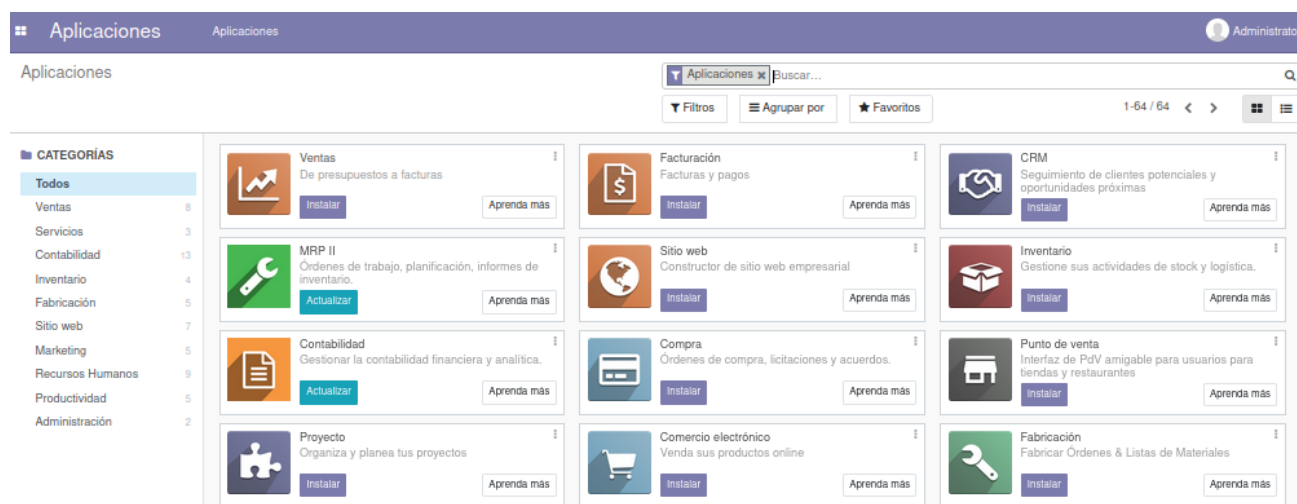 Aplicaciones
Aplicaciones
Administrato
Aplicaciones
Aplicaciones
Buscar...
Filtros
Agrupar por
Favoritos
1-64 / 64
CATEGORÍAS
Todos
Ventas 8
Servicios 3
Contabilidad 13
Inventario 4
Fabricación 5
Sitio web 7
Marketing 5
Recursos Humanos 9
Productividad 5
Administración 2
Ventas
De presupuestos a facturas
Instalar
Aprenda más
Facturación
Facturas y pagos
Instalar
Aprenda más
CRM
Seguimiento de clientes potenciales y
oportunidades próximas
Instalar
Aprenda más
MRP II
Órdenes de trabajo, planificación, informes de
inventario.
Actualizar
Aprenda más
Sitio web
Constructor de sitio web empresarial
Instalar
Aprenda más
Inventario
Gestione sus actividades de stock y logística.
Instalar
Aprenda más
Contabilidad
Gestionar la contabilidad financiera y analítica.
Actualizar
Aprenda más
Compra
Órdenes de compra, licitaciones y acuerdos.
Instalar
Aprenda más
Punto de venta
Interfaz de PdV amigable para usuarios para
tiendas y restaurantes
Instalar
Aprenda más
Proyecto
Organiza y planea tus proyectos
Instalar
Aprenda más
Comercio electrónico
Venda sus productos online
Instalar
Aprenda más
Fabricación
Fabricar Órdenes & Listas de Materiales
Instalar
Aprenda más